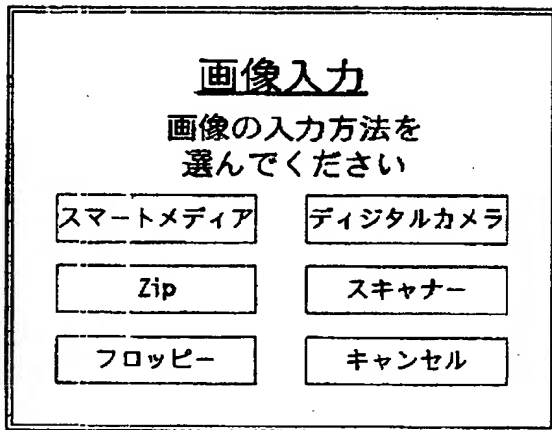 画像入力
画像の入力方法を
選んでください
スマートメディア
ディジタルカメラ
Zip
スキャナー
フロッピー
キャンセル